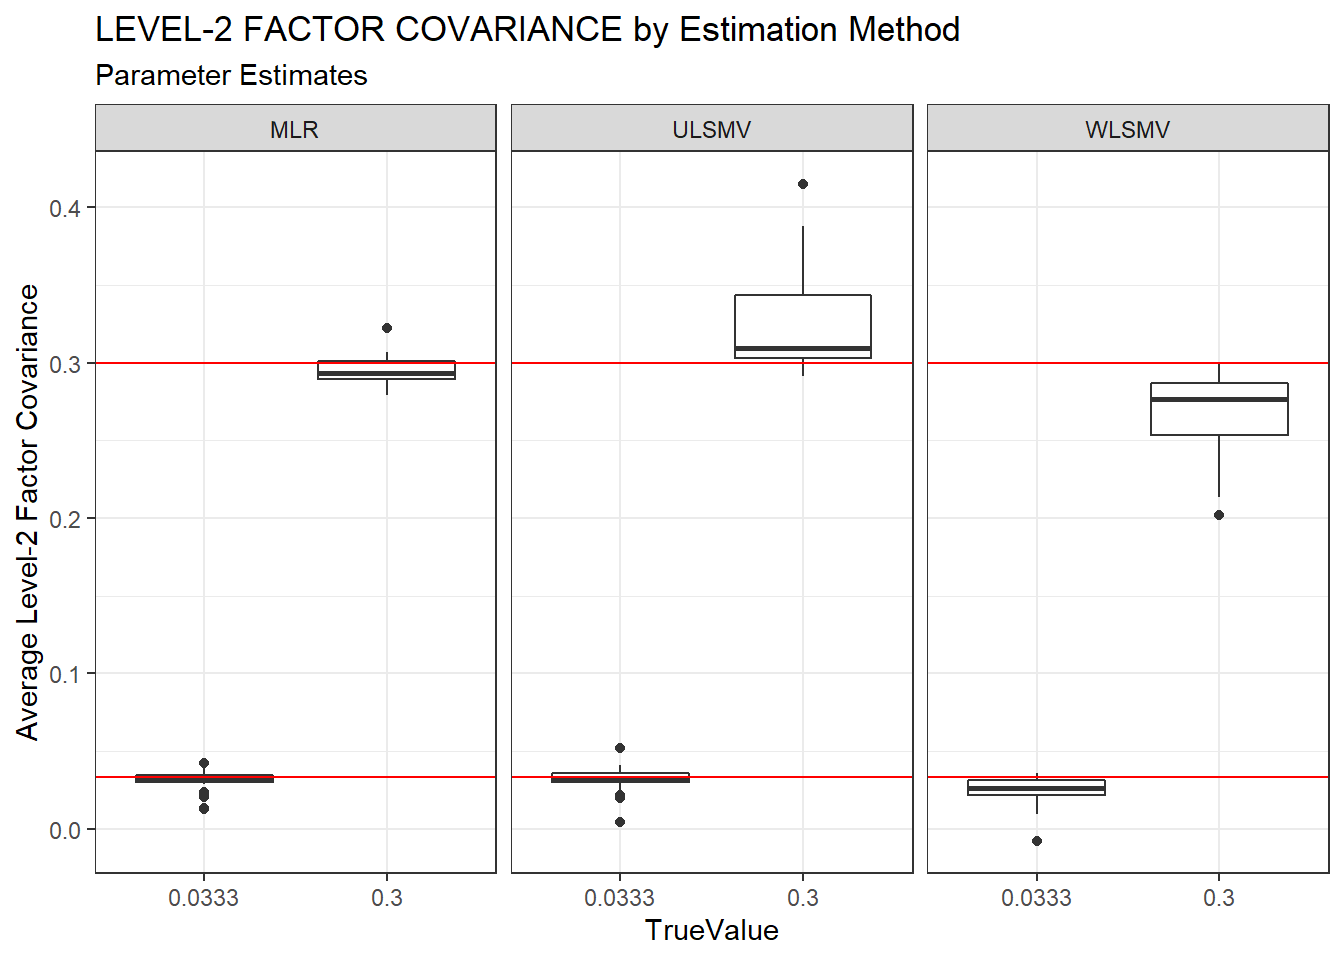 LEVEL-2 FACTOR COVARIANCE by Estimation Method
Parameter Estimates
MLR ULSMV WLSMV
Average Level-2 Factor Covariance
0.4
0.3
0.2
0.1
0.0
0.0333 0.3 0.0333 0.3 0.0333 0.3
TrueValue